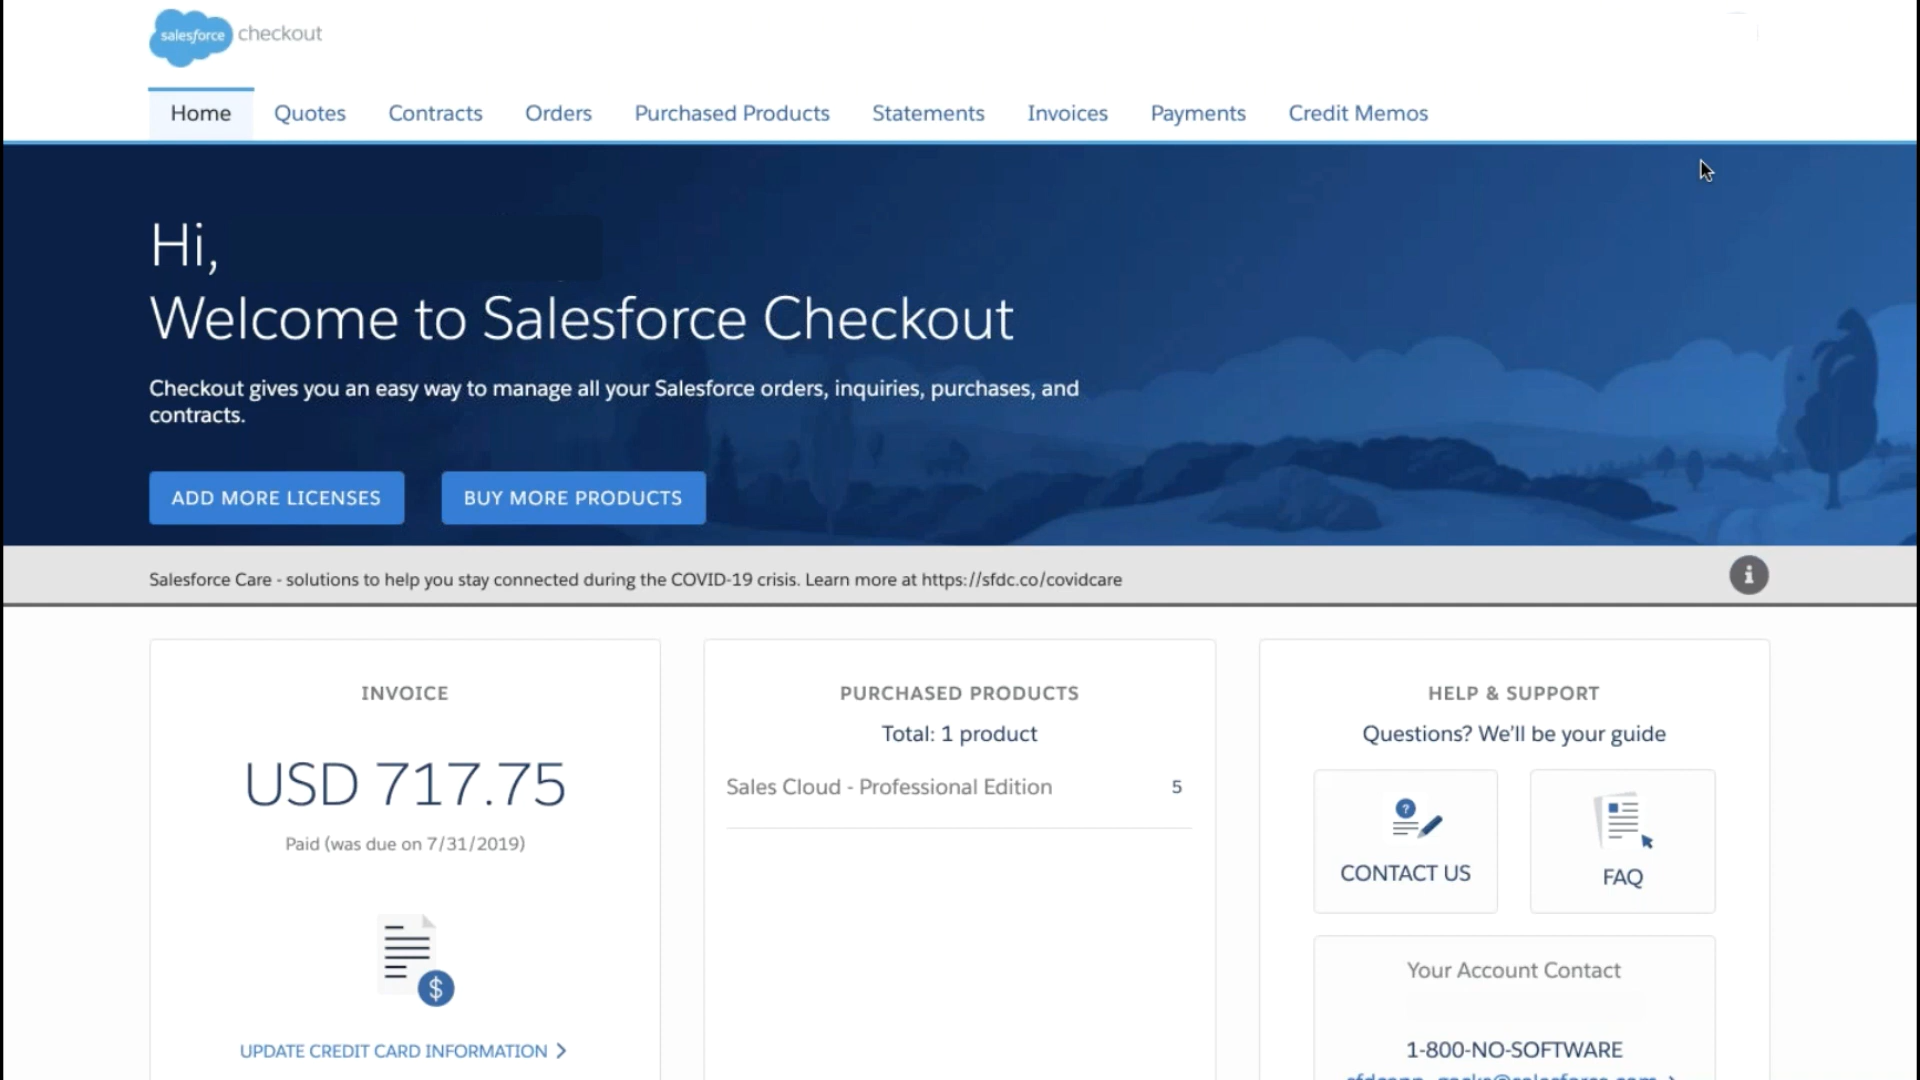 salesforce checkout
Home Quotes Contracts Orders Purchased Products Statements Invoices Payments Credit Memos
Hi,
Welcome to Salesforce Checkout
Checkout gives you an easy way to manage all your Salesforce orders, inquiries, purchases, and
contracts.
ADD MORE LICENSES BUY MORE PRODUCTS
Salesforce Care - solutions to help you stay connected during the COVID-19 crisis. Learn more at https://sfdc.co/covidcare
i
INVOICE
USD 717.75
Paid (was due on 7/31/2019)
$
UPDATE CREDIT CARD INFORMATION
PURCHASED PRODUCTS
Total: 1 product
Sales Cloud - Professional Edition 5
HELP & SUPPORT
Questions? We'll be your guide
?
CONTACT US
FAQ
Your Account Contact
1-800-NO-SOFTWARE